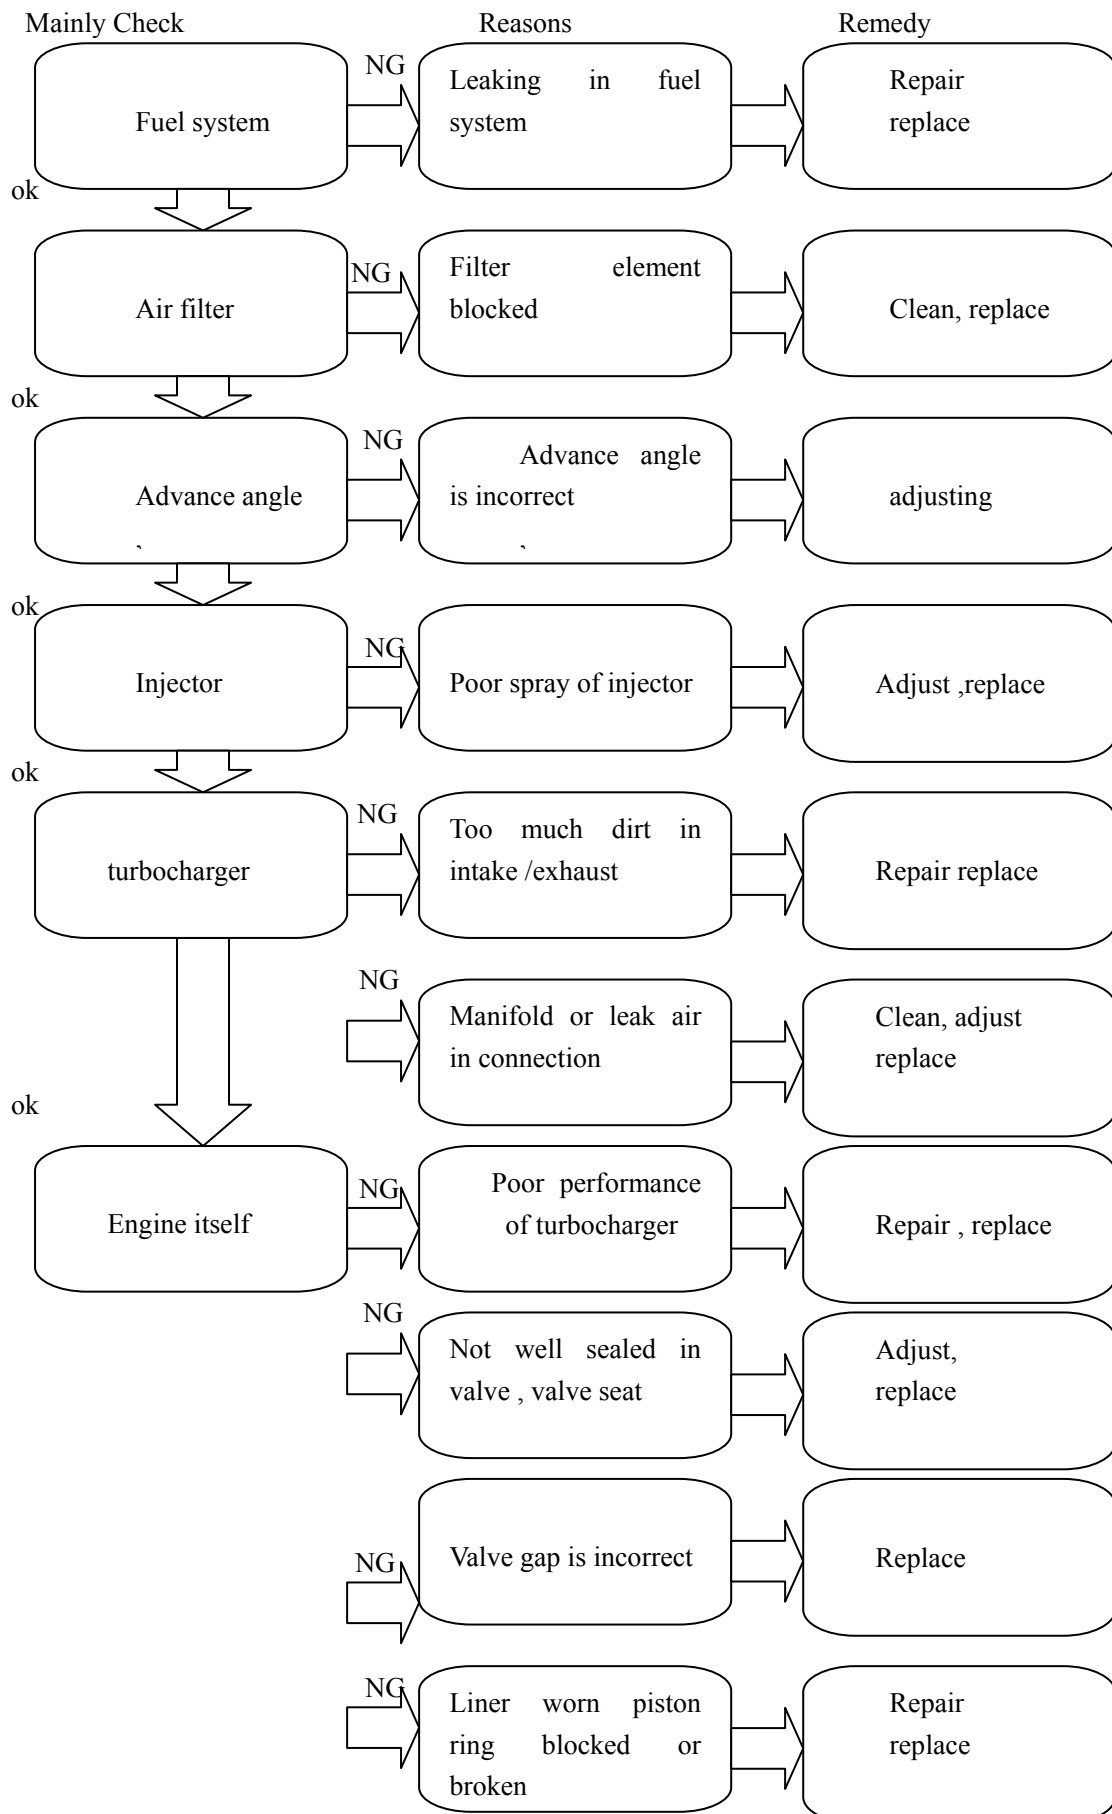 Mainly Check Reasons Remedy
NG
Fuel system
Leaking in fuel
system
Repair
replace
ok
NG
Air filter
Filter element
blocked
Clean, replace
ok
NG
Advance angle
,
Advance angle
is incorrect
,
adjusting
ok
NG
Injector
Poor spray of injector
Adjust ,replace
ok
NG
turbocharger
Too much dirt in
intake /exhaust
Repair replace
NG
Manifold or leak air
in connection
Clean, adjust
replace
ok
NG
Engine itself
Poor performance
of turbocharger
Repair , replace
NG
Not well sealed in
valve , valve seat
Adjust,
replace
NG
Valve gap is incorrect
Replace
NG
Liner worn piston
ring blocked or
broken
Repair
replace